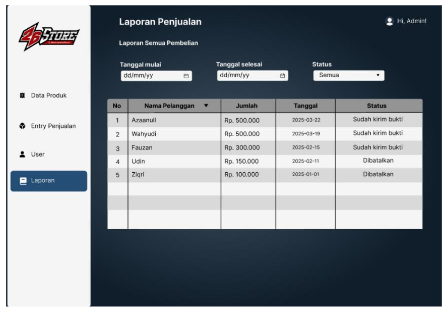 26 STORE
Laporan Penjualan
Hi, Admin!
Laporan Semua Pembelian
Tanggal mulai Tanggal selesai Status
dd/mm/yy dd/mm/yy Semua
Data Produk
Entry Penjualan
User
Laporan
No Nama Pelanggan Jumlah Tanggal Status
1 Azaanull Rp. 500.000 2025-03-22 Sudah kirim bukti
2 Wahyudi Rp. 500.000 2025-03-19 Sudah kirim bukti
3 Fauzan Rp. 300.000 2025-02-15 Sudah kirim bukti
4 Udin Rp. 150.000 2025-02-11 Dibatalkan
5 Ziqri Rp. 100.000 2025-01-01 Dibatalkan